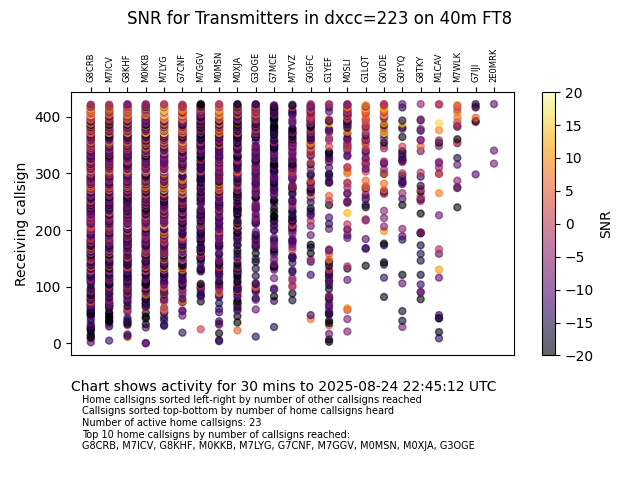 SNR for Transmitters in dxcc=223 on 40m FT8
G8CRB M7ICV G8KHF M0KKB M7LYG G7CNF M7GGV M0MSN M0XJA G3OGE G7MCE M7YVZ G0GFC G1YEF M0SLI G1LQT G0VDE G0FYQ G8TKY M1CAV M7WLK G7IJI 2E0MRK
400
300
200
100
0
Receiving callsign
20
15
10
5
0
−5
−10
−15
−20
SNR
Chart shows activity for 30 mins to 2025-08-24 22:45:12 UTC
Home callsigns sorted left-right by number of other callsigns reached
Callsigns sorted top-bottom by number of home callsigns heard
Number of active home callsigns: 23
Top 10 home callsigns by number of callsigns reached:
G8CRB, M7ICV, G8KHF, M0KKB, M7LYG, G7CNF, M7GGV, M0MSN, M0XJA, G3OGE